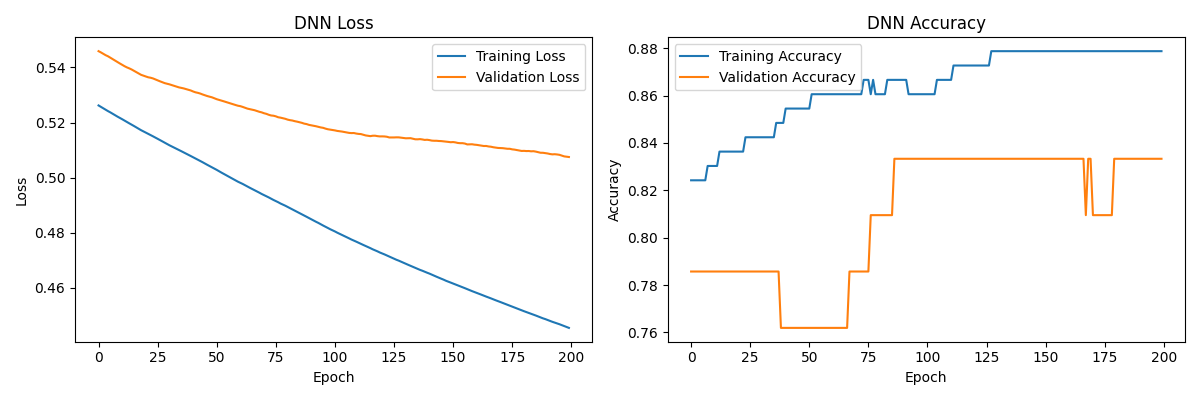 DNN Loss
Training Loss
Validation Loss
0.54
0.52
0.50
0.48
0.46
Loss
0 25 50 75 100 125 150 175 200
Epoch
DNN Accuracy
Training Accuracy
Validation Accuracy
0.88
0.86
0.84
0.82
0.80
0.78
0.76
Accuracy
0 25 50 75 100 125 150 175 200
Epoch